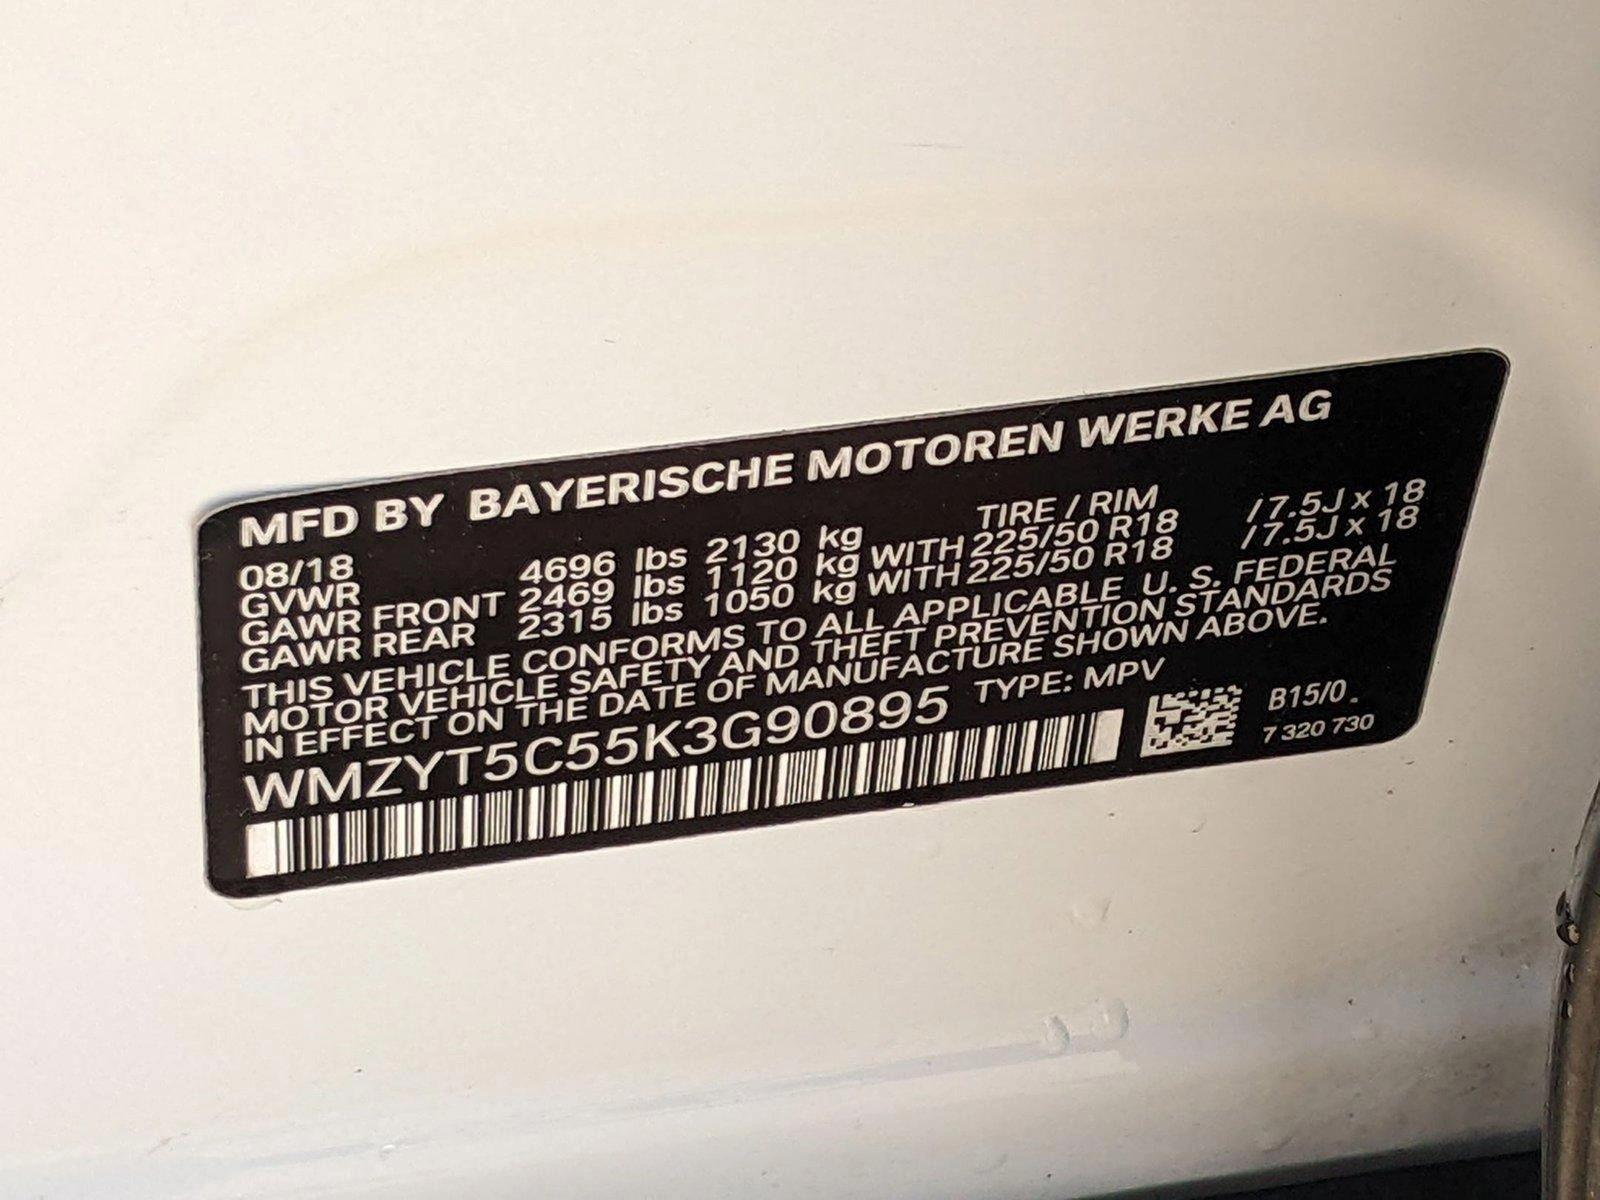 MFD BY BAYERISCHE MOTOREN WERKE AG
08/18 TIRE / RIM
GVWR 4696 lbs 2130 kg
GAWR FRONT 2469 lbs 1120 kg WITH 225/50 R18 /7.5J x 18
GAWR REAR 2315 lbs 1050 kg WITH 225/50 R18 /7.5J x 18
THIS VEHICLE CONFORMS TO ALL APPLICABLE U. S. FEDERAL
MOTOR VEHICLE SAFETY AND THEFT PREVENTION STANDARDS
IN EFFECT ON THE DATE OF MANUFACTURE SHOWN ABOVE.
WMZYT5C55K3G90895 TYPE: MPV
B15/0.
7 320 730